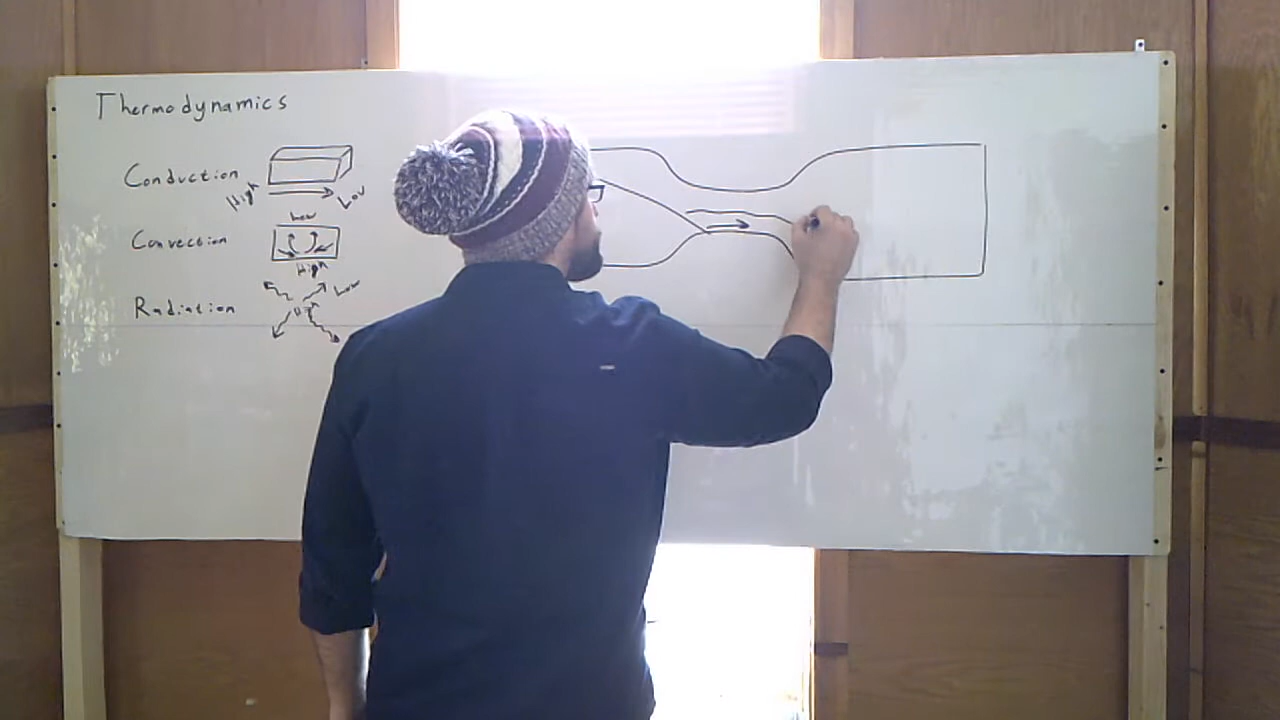 Thermodynamics
Conduction
High Low
Convection
Low
High
Radiation
Low